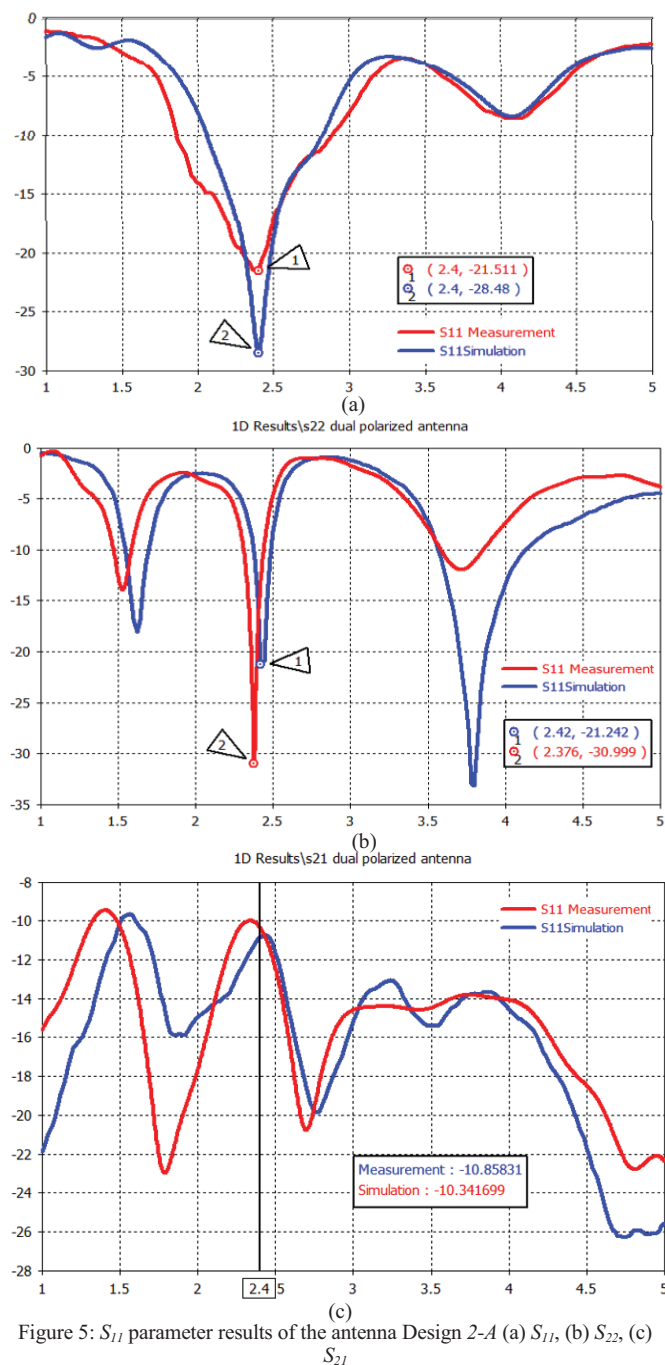 0
-5
-10
-15
-20
-25
-30
1
( 2.4, -21.511 )
1
( 2.4, -28.48 )
2
2
S11 Measurement
S11Simulation
1 1.5 2 2.5 3 3.5 4 4.5 5
(a)
1D Results\s22 dual polarized antenna
0
-5
-10
-15
-20
-25
-30
-35
1
S11 Measurement
S11Simulation
2
( 2.42, -21.242 )
1
( 2.376, -30.999 )
2
1 1.5 2 2.5 3 3.5 4 4.5 5
(b)
1D Results\s21 dual polarized antenna
-8
-10
-12
-14
-16
-18
-20
-22
-24
-26
-28
S11 Measurement
S11Simulation
Measurement : -10.85831
Simulation : -10.341699
1 1.5 2 2.4 5 3 3.5 4 4.5 5
(c)
Figure 5: S11 parameter results of the antenna Design 2-A (a) S11, (b) S22, (c)
S21